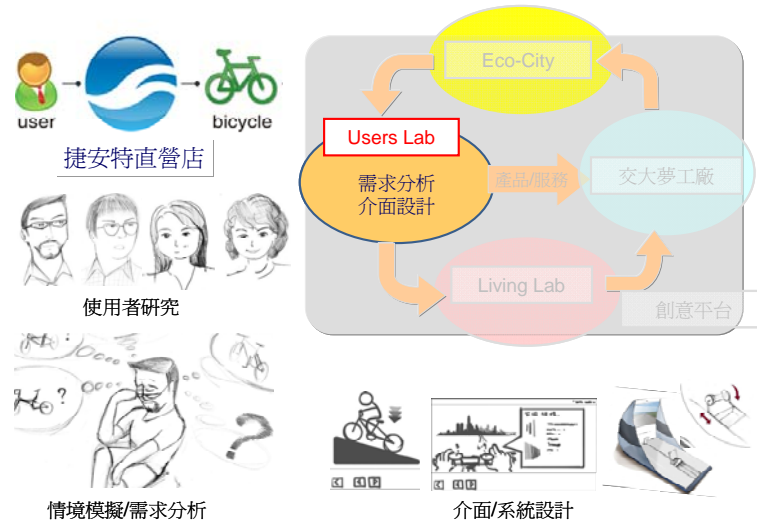 user
bicycle
捷安特直營店
使用者研究
?
?
情境模擬/需求分析
Eco-City
Users Lab
需求分析
介面設計
產品/服務
交大夢工廠
Living Lab
創意平台
介面/系統設計